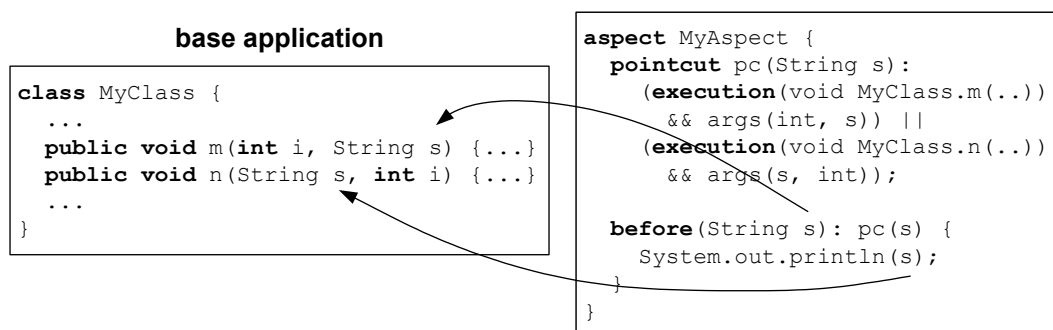 base application
class MyClass {
...
public void m(int i, String s) {...}
public void n(String s, int i) {...}
...
}
aspect MyAspect {
pointcut pc(String s):
(execution(void MyClass.m(..))
&& args(int, s)) ||
(execution(void MyClass.n(..))
&& args(s, int));
before(String s): pc(s) {
System.out.println(s);
}
}